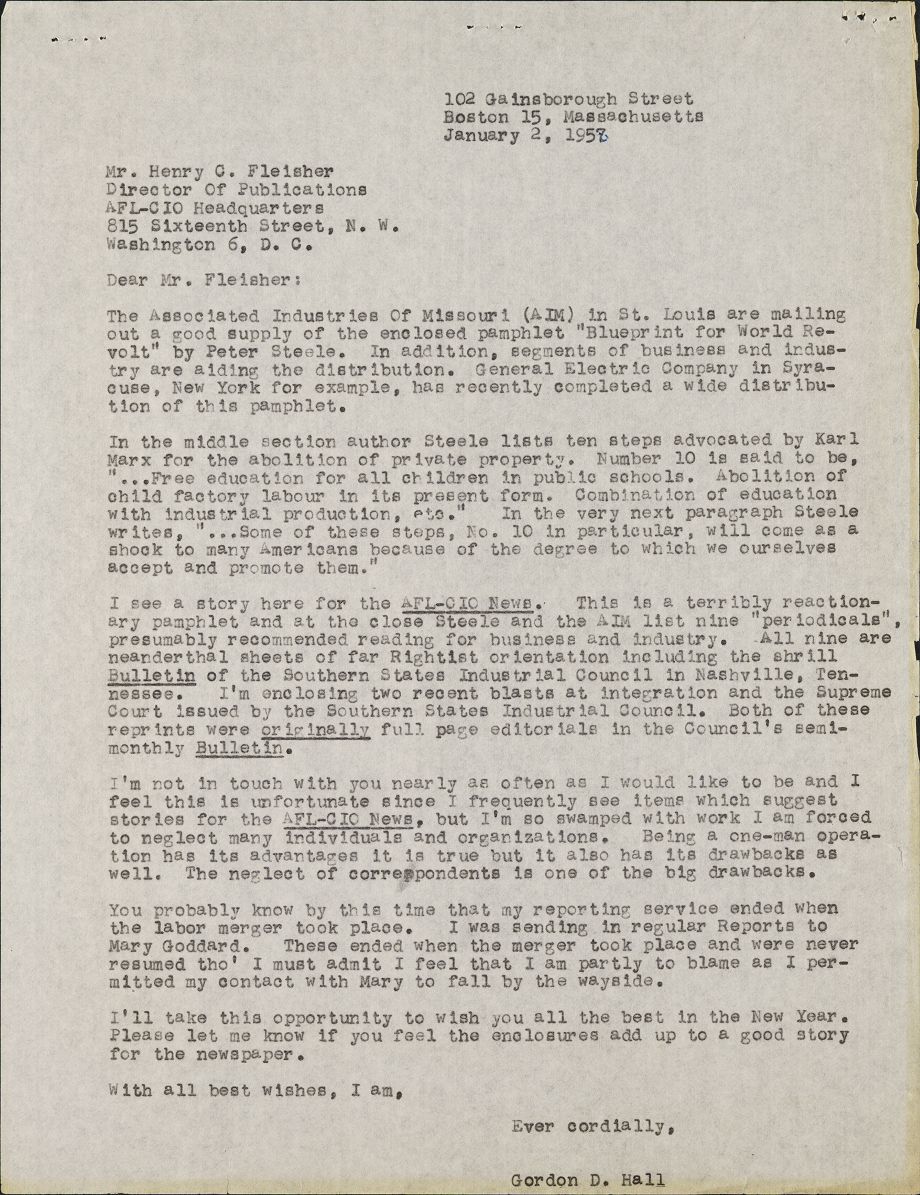 102 Gainsborough Street
Boston 15, Massachusetts
January 2, 1958
Mr. Henry C. Fleisher
Director Of Publications
AFL-CIO Headquarters
815 Sixteenth Street, N. W.
Washington 6, D. C.
Dear Mr. Fleisher:
The Associated Industries Of Missouri (AIM) in St. Louis are mailing
out a good supply of the enclosed pamphlet "Blueprint for World Re-
volt" by Peter Steele. In addition, segments of business and indus-
try are aiding the distribution. General Electric Company in Syra-
cuse, New York for example, has recently completed a wide distribu-
tion of this pamphlet.
In the middle section author Steele lists ten steps advocated by Karl
Marx for the abolition of private property. Number 10 is said to be,
"...Free education for all children in public schools. Abolition of
child factory labour in its present form. Combination of education
with industrial production, etc." In the very next paragraph Steele
writes, "...Some of these steps, No. 10 in particular, will come as a
shock to many Americans because of the degree to which we ourselves
accept and promote them."
I see a story here for the AFL-CIO News. This is a terribly reaction-
ary pamphlet and at the close Steele and the AIM list nine "periodicals",
presumably recommended reading for business and industry. All nine are
neanderthal sheets of far Rightist orientation including the shrill
Bulletin of the Southern States Industrial Council in Nashville, Ten-
nessee. I'm enclosing two recent blasts at integration and the Supreme
Court issued by the Southern States Industrial Council. Both of these
reprints were originally full page editorials in the Council's semi-
monthly Bulletin.
I'm not in touch with you nearly as often as I would like to be and I
feel this is unfortunate since I frequently see items which suggest
stories for the AFL-CIO News, but I'm so swamped with work I am forced
to neglect many individuals and organizations. Being a one-man opera-
tion has its advantages it is true but it also has its drawbacks as
well. The neglect of correspondents is one of the big drawbacks.
You probably know by this time that my reporting service ended when
the labor merger took place. I was sending in regular Reports to
Mary Goddard. These ended when the merger took place and were never
resumed tho' I must admit I feel that I am partly to blame as I per-
mitted my contact with Mary to fall by the wayside.
I'll take this opportunity to wish you all the best in the New Year.
Please let me know if you feel the enclosures add up to a good story
for the newspaper.
With all best wishes, I am,
Ever cordially,
Gordon D. Hall